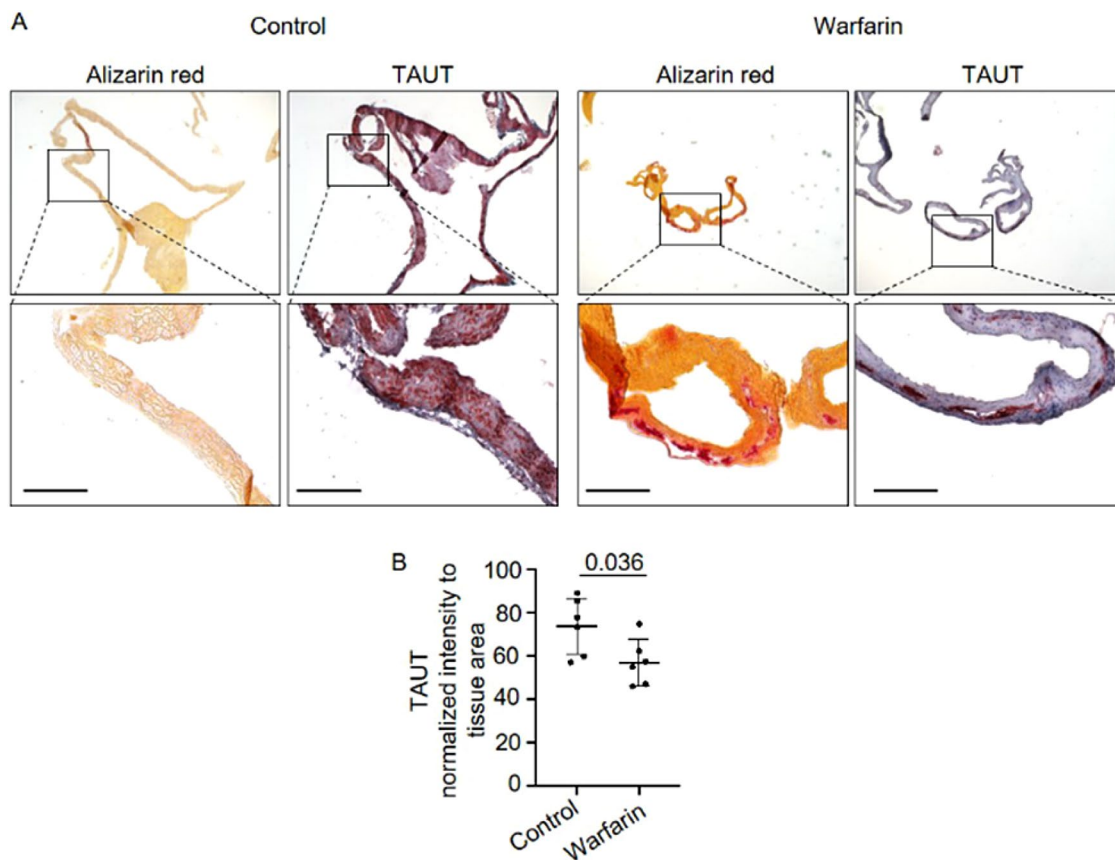 A
Control
Warfarin
Alizarin red
TAUT
Alizarin red
TAUT
B
TAUT
normalized intensity to
tissue area
100
80
60
40
20
0
0.036
Control
Warfarin